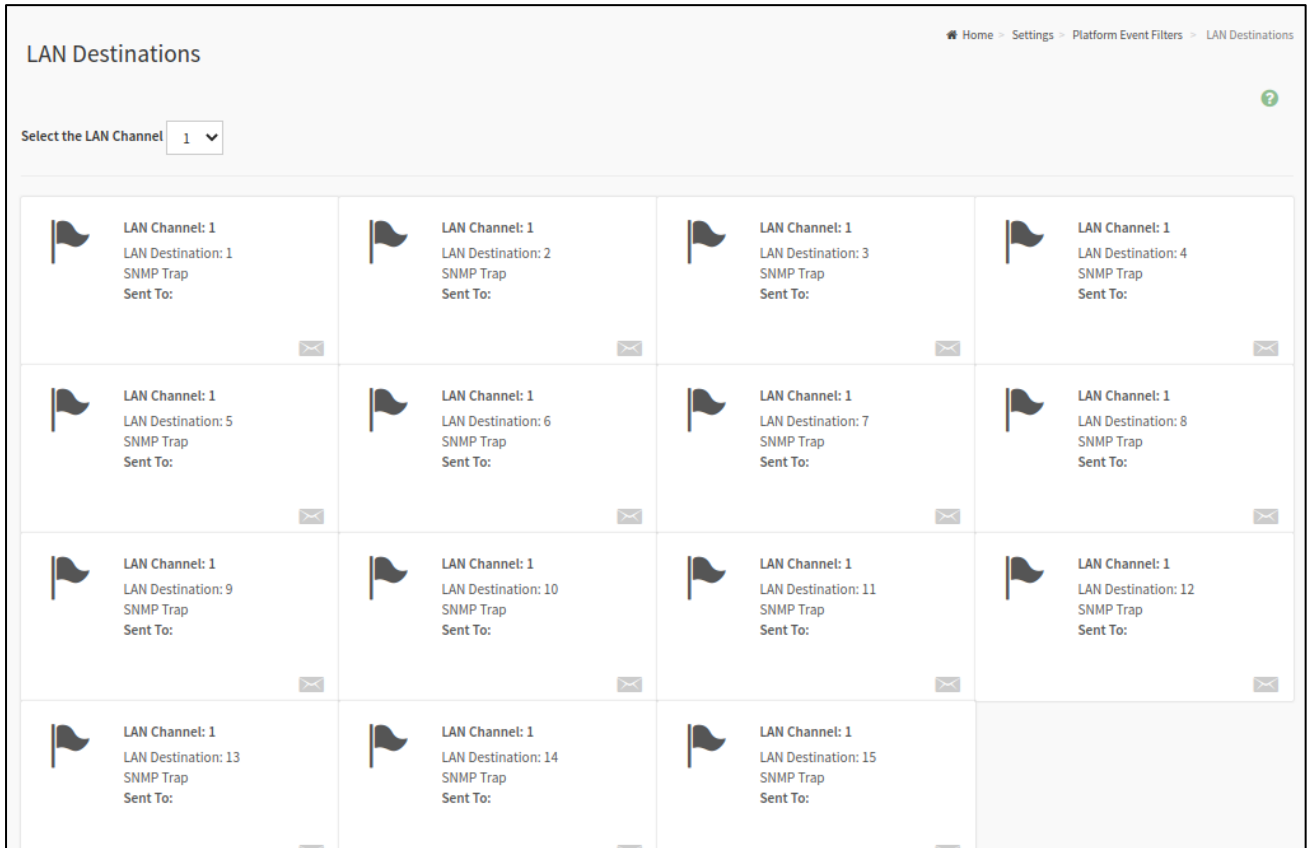 Home > Settings > Platform Event Filters > LAN Destinations
LAN Destinations
?
Select the LAN Channel 1
LAN Channel: 1
LAN Destination: 1
SNMP Trap
Sent To:
LAN Channel: 1
LAN Destination: 2
SNMP Trap
Sent To:
LAN Channel: 1
LAN Destination: 3
SNMP Trap
Sent To:
LAN Channel: 1
LAN Destination: 4
SNMP Trap
Sent To:
LAN Channel: 1
LAN Destination: 5
SNMP Trap
Sent To:
LAN Channel: 1
LAN Destination: 6
SNMP Trap
Sent To:
LAN Channel: 1
LAN Destination: 7
SNMP Trap
Sent To:
LAN Channel: 1
LAN Destination: 8
SNMP Trap
Sent To:
LAN Channel: 1
LAN Destination: 9
SNMP Trap
Sent To:
LAN Channel: 1
LAN Destination: 10
SNMP Trap
Sent To:
LAN Channel: 1
LAN Destination: 11
SNMP Trap
Sent To:
LAN Channel: 1
LAN Destination: 12
SNMP Trap
Sent To:
LAN Channel: 1
LAN Destination: 13
SNMP Trap
Sent To:
LAN Channel: 1
LAN Destination: 14
SNMP Trap
Sent To:
LAN Channel: 1
LAN Destination: 15
SNMP Trap
Sent To: